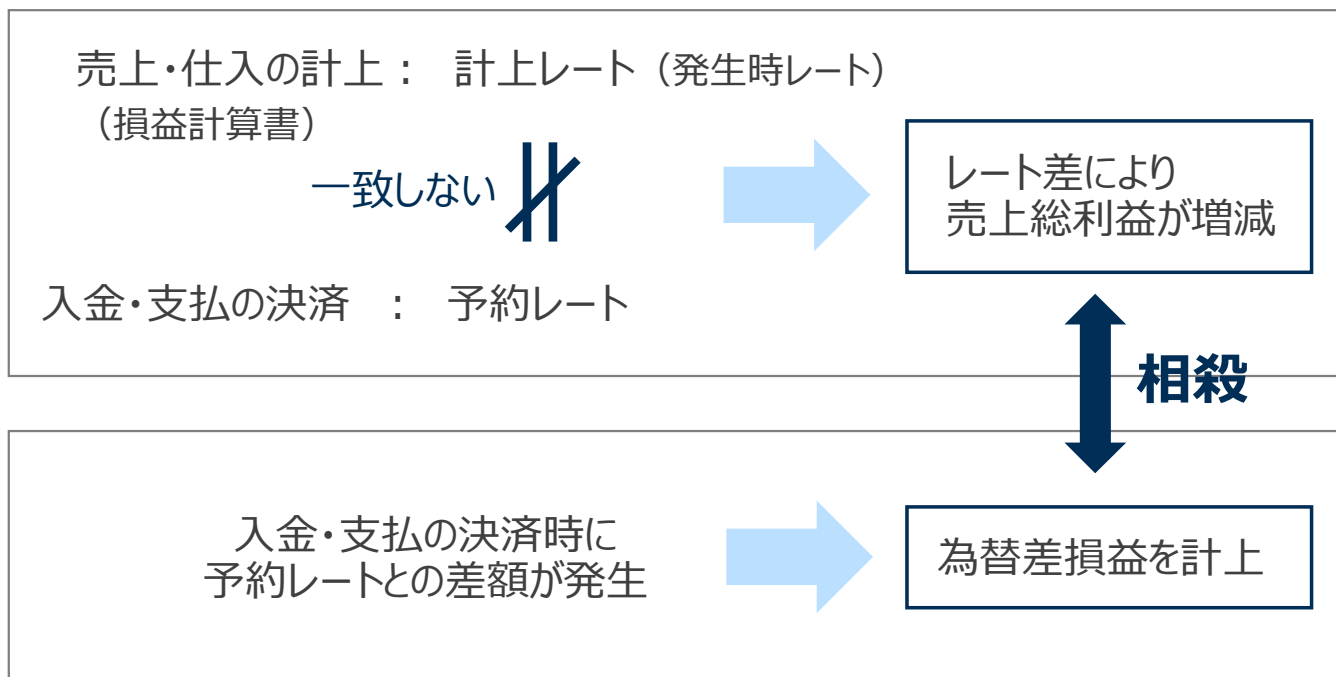 売上・仕入の計上： 計上レート（発生時レート）
（損益計算書）
一致しない
レート差により
売上総利益が増減
入金・支払の決済 ： 予約レート
相殺
入金・支払の決済時に
予約レートとの差額が発生
為替差損益を計上